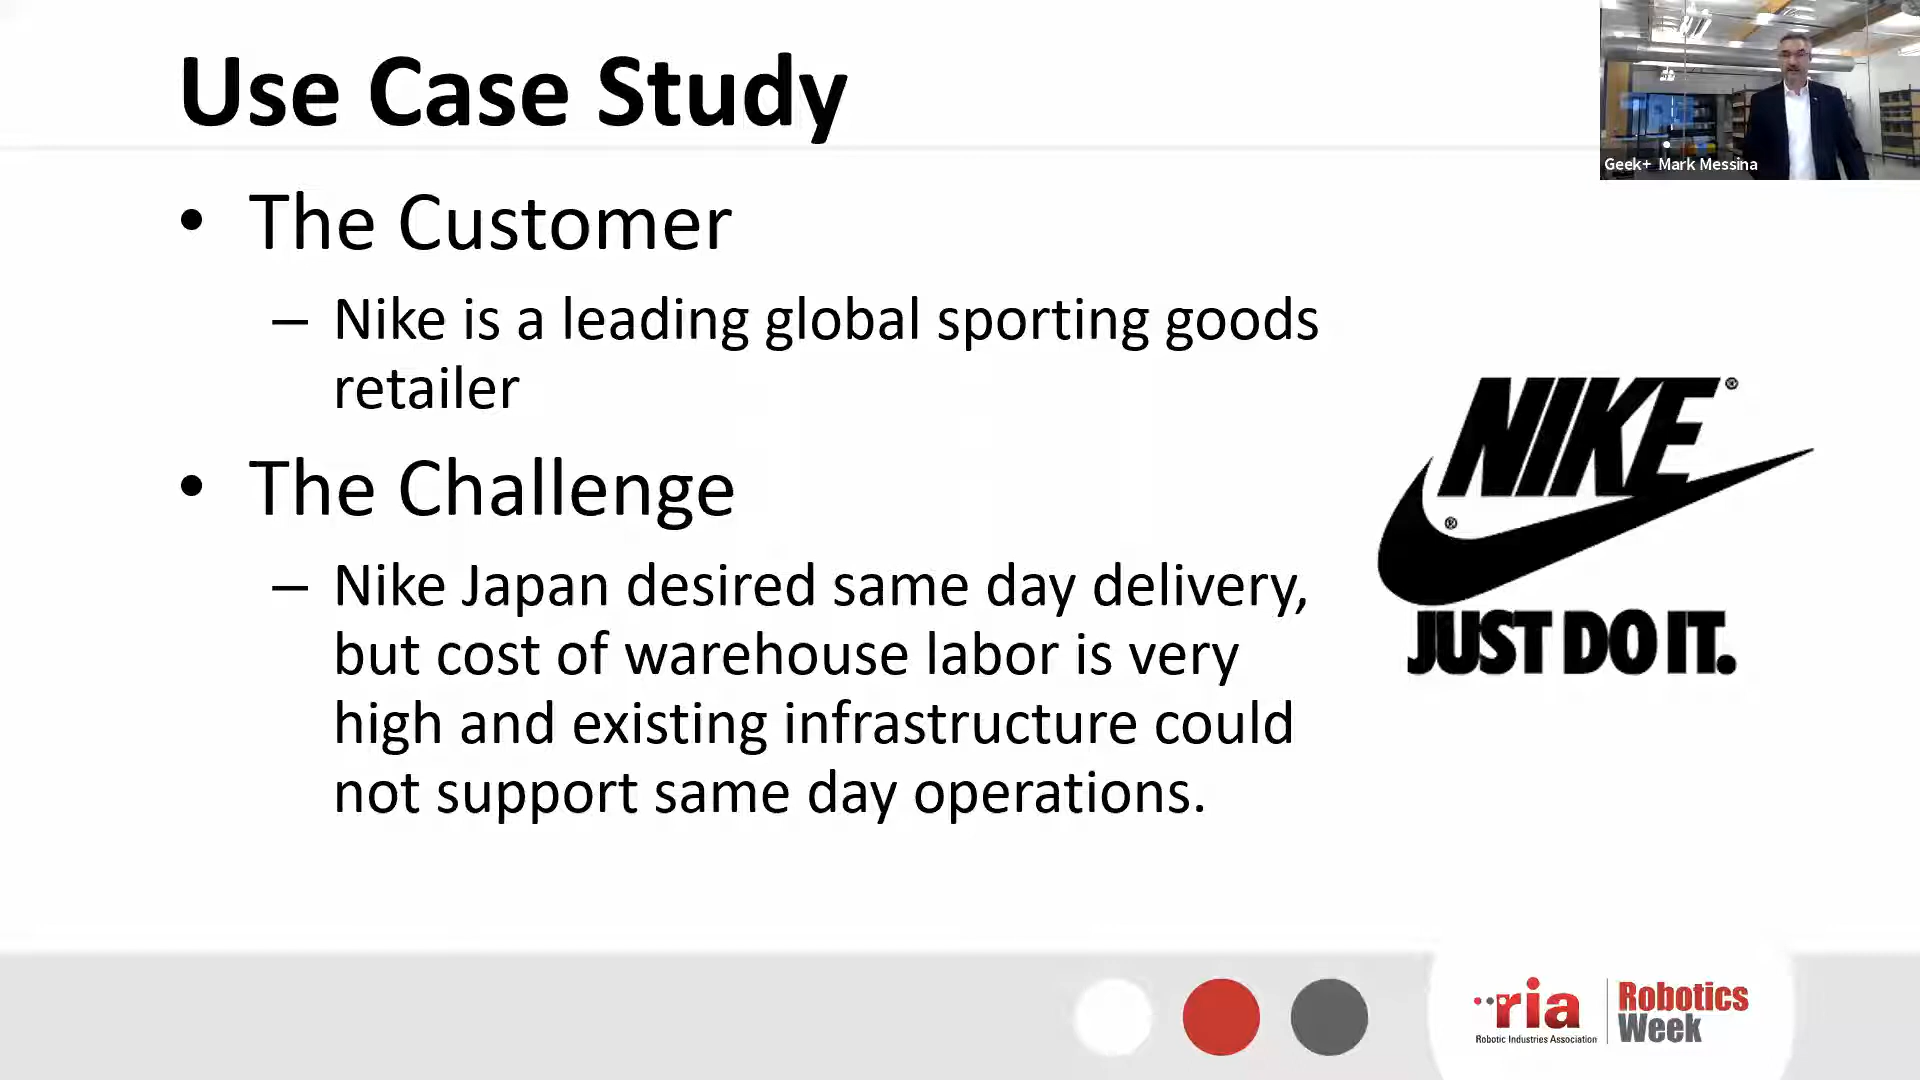 Use Case Study
Geek+ Mark Messina
• The Customer
– Nike is a leading global sporting goods
retailer
• The Challenge
– Nike Japan desired same day delivery,
but cost of warehouse labor is very
high and existing infrastructure could
not support same day operations.
NIKE®
®
JUST DO IT.
ria
Robotic Industries Association
Robotics
Week